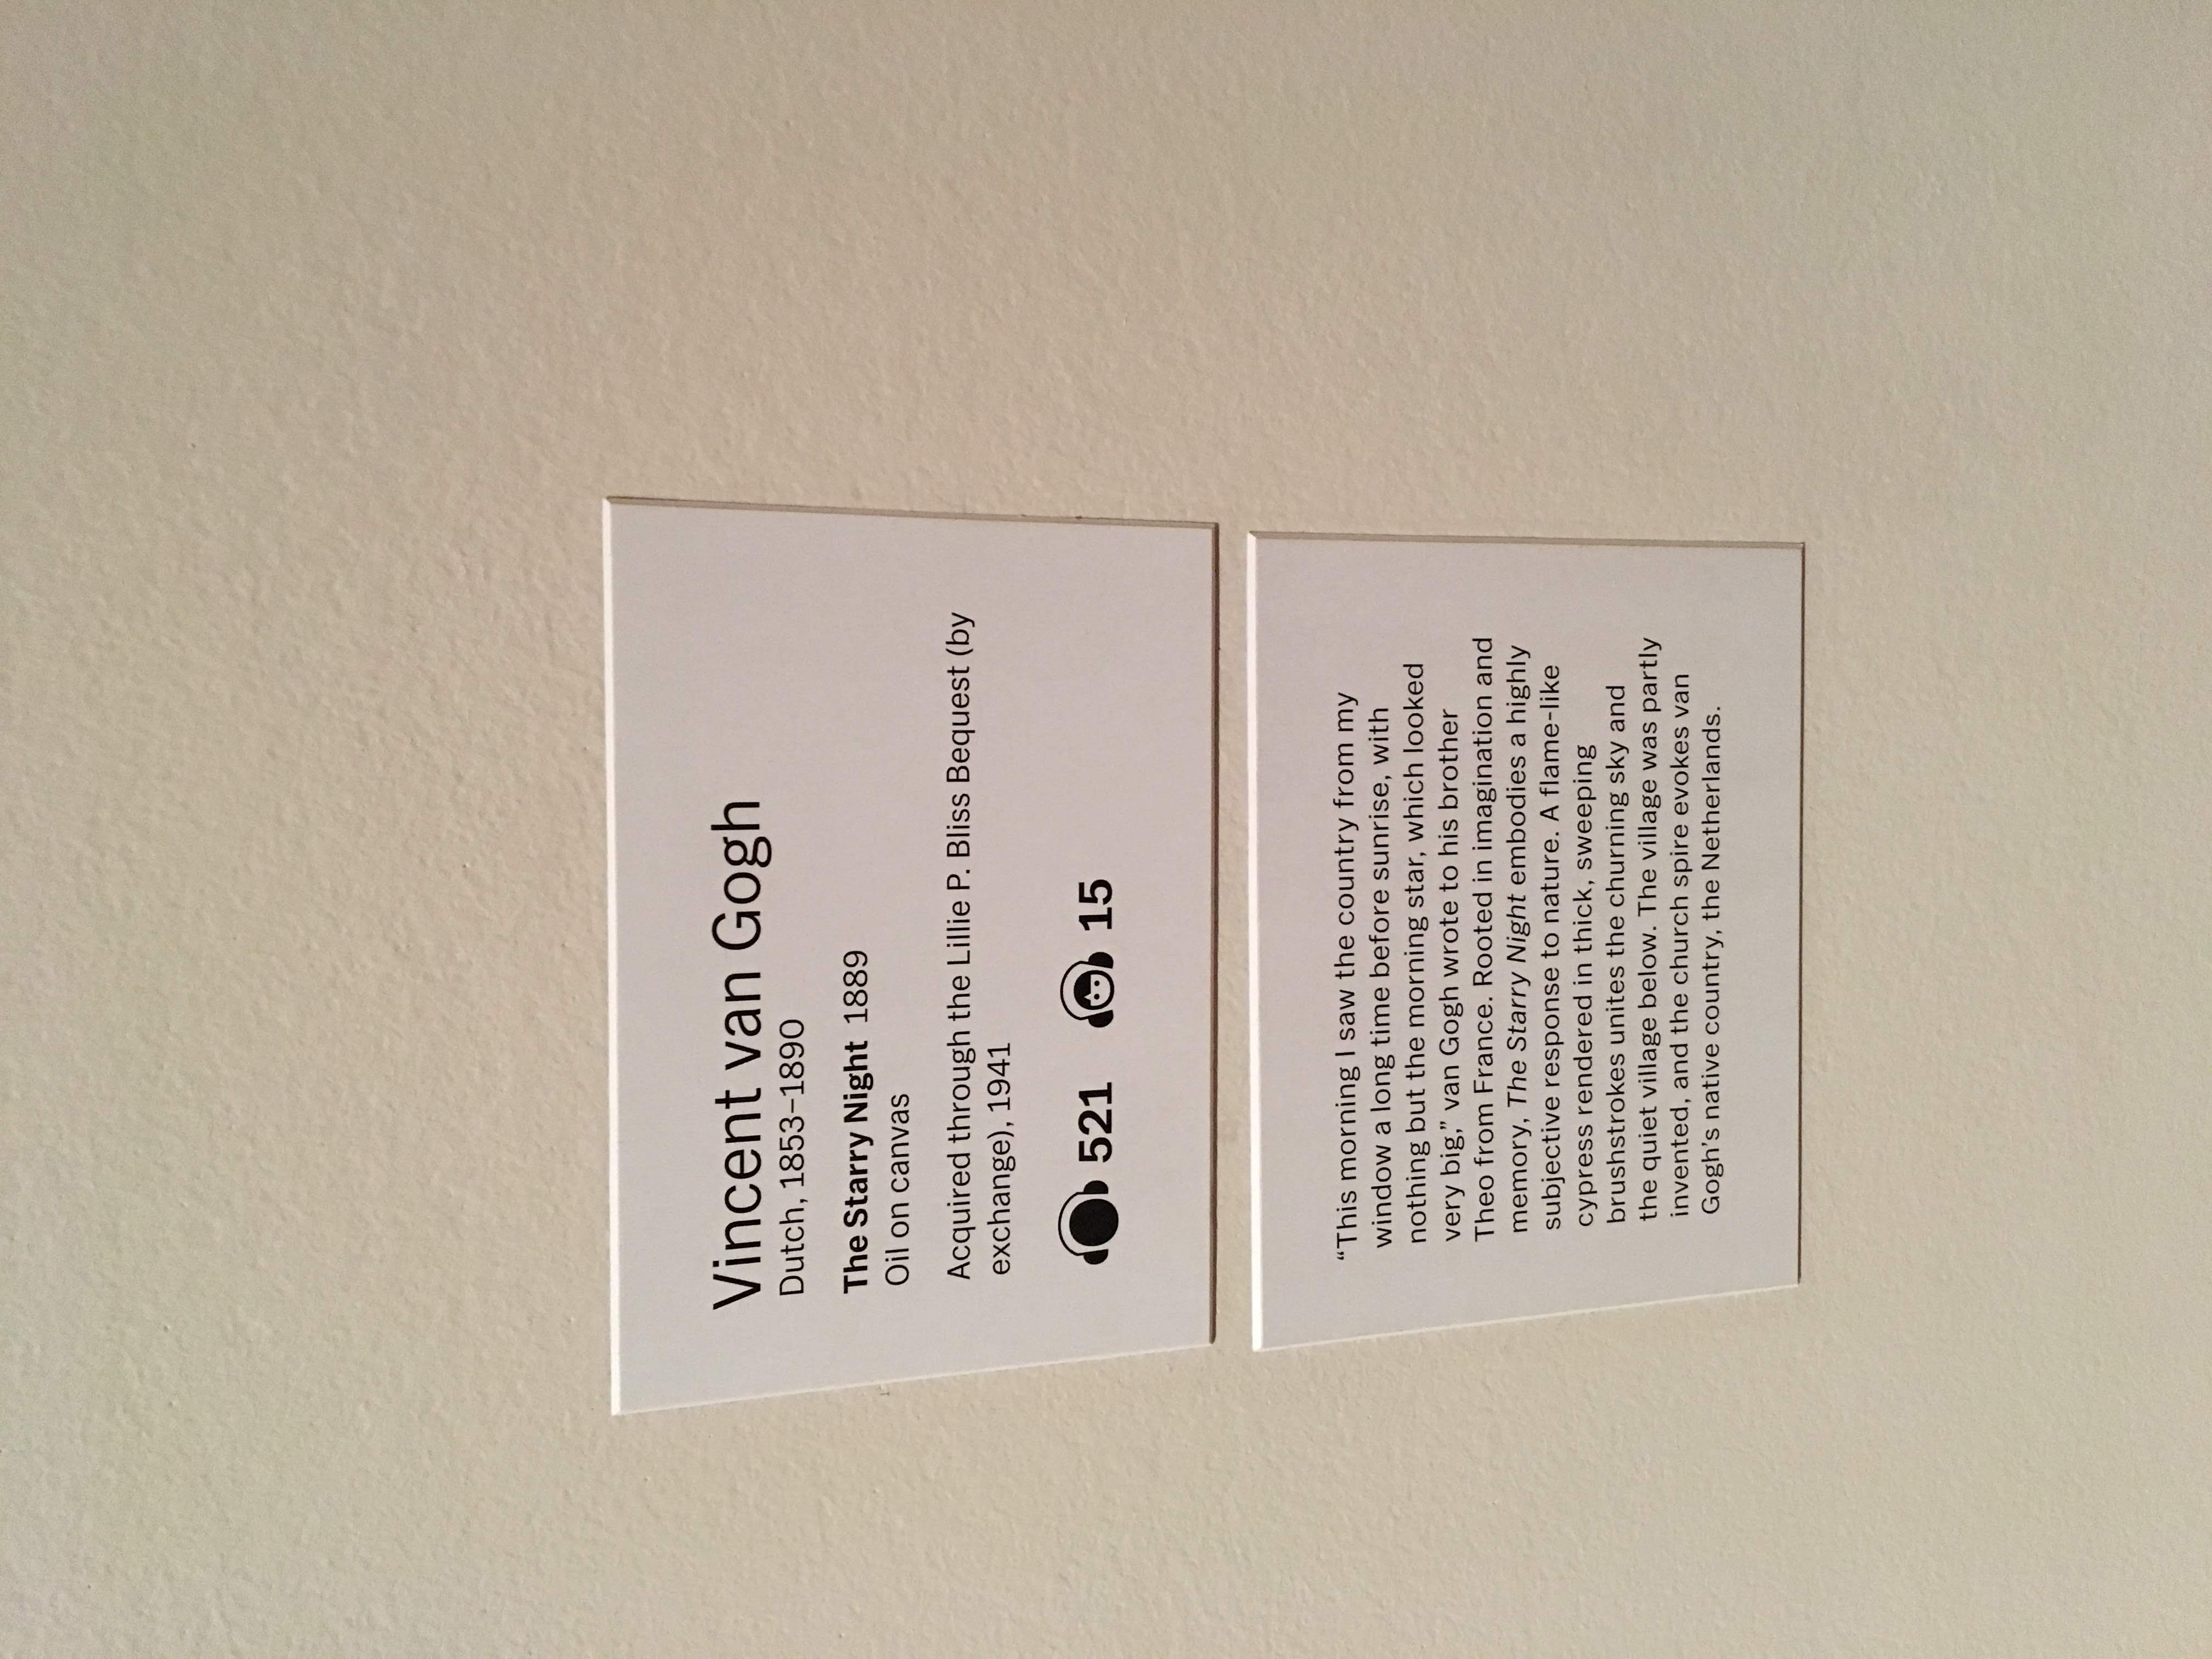 Vincent van Gogh
Dutch, 1853–1890
The Starry Night 1889
Oil on canvas
Acquired through the Lillie P. Bliss Bequest (by
exchange), 1941
521 15
“This morning I saw the country from my
window a long time before sunrise, with
nothing but the morning star, which looked
very big,” van Gogh wrote to his brother
Theo from France. Rooted in imagination and
memory, The Starry Night embodies a highly
subjective response to nature. A flame-like
cypress rendered in thick, sweeping
brushstrokes unites the churning sky and
the quiet village below. The village was partly
invented, and the church spire evokes van
Gogh’s native country, the Netherlands.